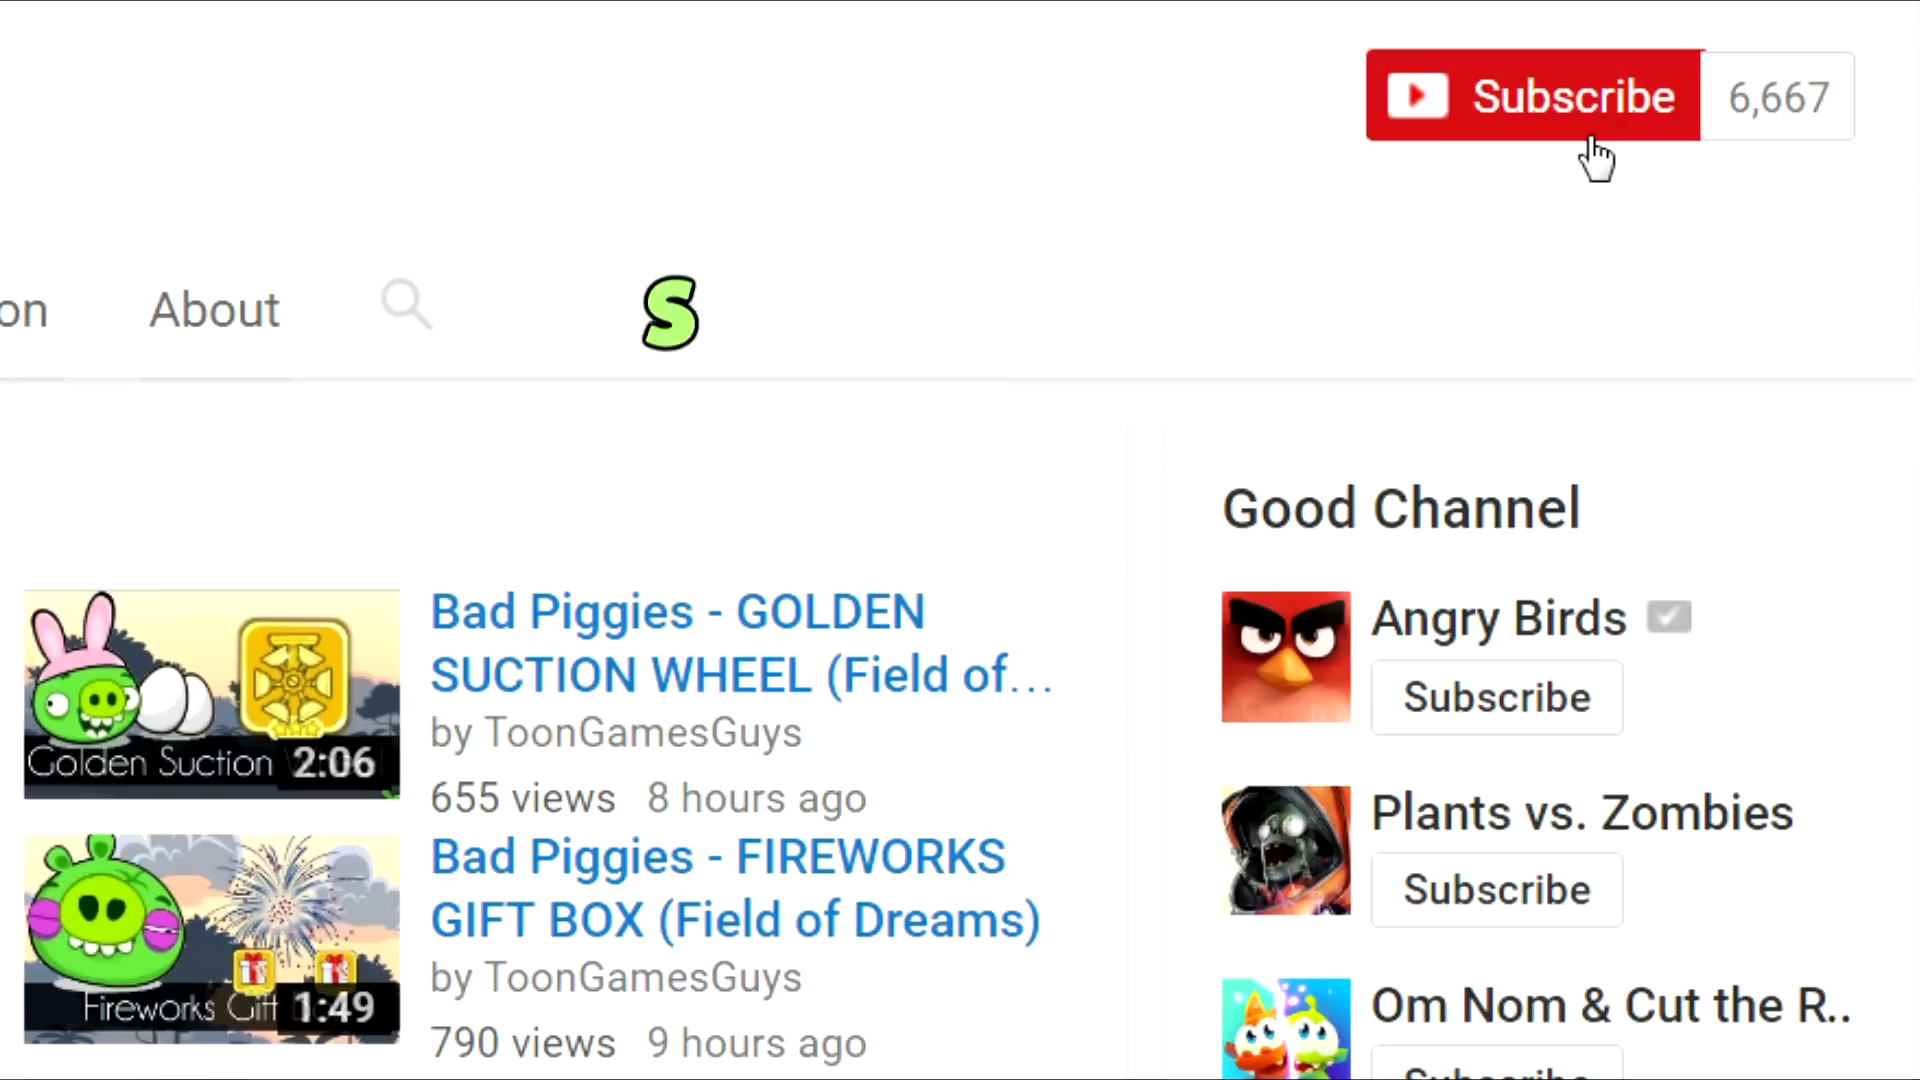 Subscribe 6,667
on About
S
Good Channel
Bad Piggies - GOLDEN
SUCTION WHEEL (Field of...
by ToonGamesGuys
655 views 8 hours ago
Golden Suction
2:06
Bad Piggies - FIREWORKS
GIFT BOX (Field of Dreams)
by ToonGamesGuys
790 views 9 hours ago
Fireworks Gift
1:49
Angry Birds
Subscribe
Plants vs. Zombies
Subscribe
Om Nom & Cut the R..
Subscribe